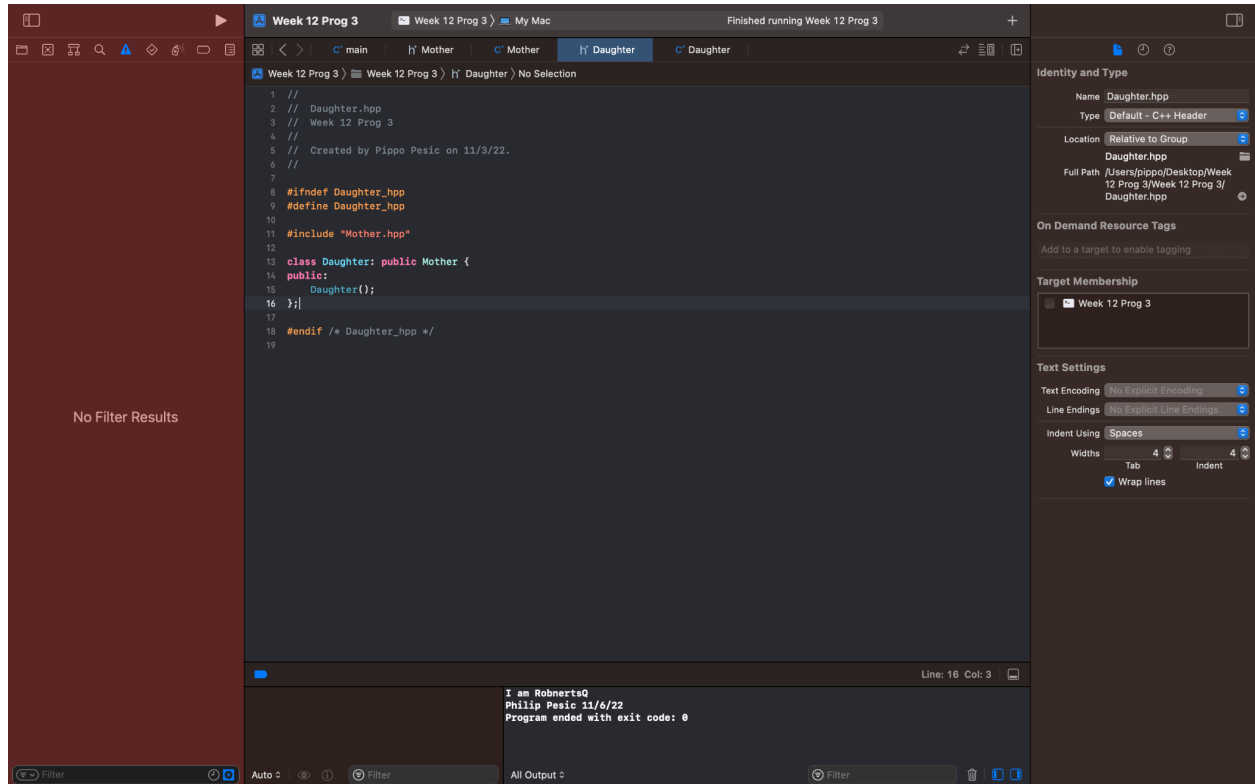 Week 12 Prog 3
Week 12 Prog 3 〉 My Mac
Finished running Week 12 Prog 3
main
Mother
Mother
Daughter
Daughter
Week 12 Prog 3 〉 Week 12 Prog 3 〉 Daughter 〉 No Selection
1 //
2 //  Daughter.hpp
3 //  Week 12 Prog 3
4 //
5 //  Created by Pippo Pesic on 11/3/22.
6 //
7
8 #ifndef Daughter_hpp
9 #define Daughter_hpp
10
11 #include "Mother.hpp"
12
13 class Daughter: public Mother {
14 public:
15     Daughter();
16 };
17
18 #endif /* Daughter_hpp */
19
No Filter Results
Filter
Line: 16 Col: 3
I am RobnertsQ
Philip Pesic 11/6/22
Program ended with exit code: 0
Auto
Filter
All Output
Filter
Identity and Type
Name Daughter.hpp
Type Default - C++ Header
Location Relative to Group
Daughter.hpp
Full Path /Users/pippo/Desktop/Week
12 Prog 3/Week 12 Prog 3/
Daughter.hpp
On Demand Resource Tags
Add to a target to enable tagging
Target Membership
Week 12 Prog 3
Text Settings
Text Encoding No Explicit Encoding
Line Endings No Explicit Line Endings
Indent Using Spaces
Widths 4 4
Tab Indent
Wrap lines